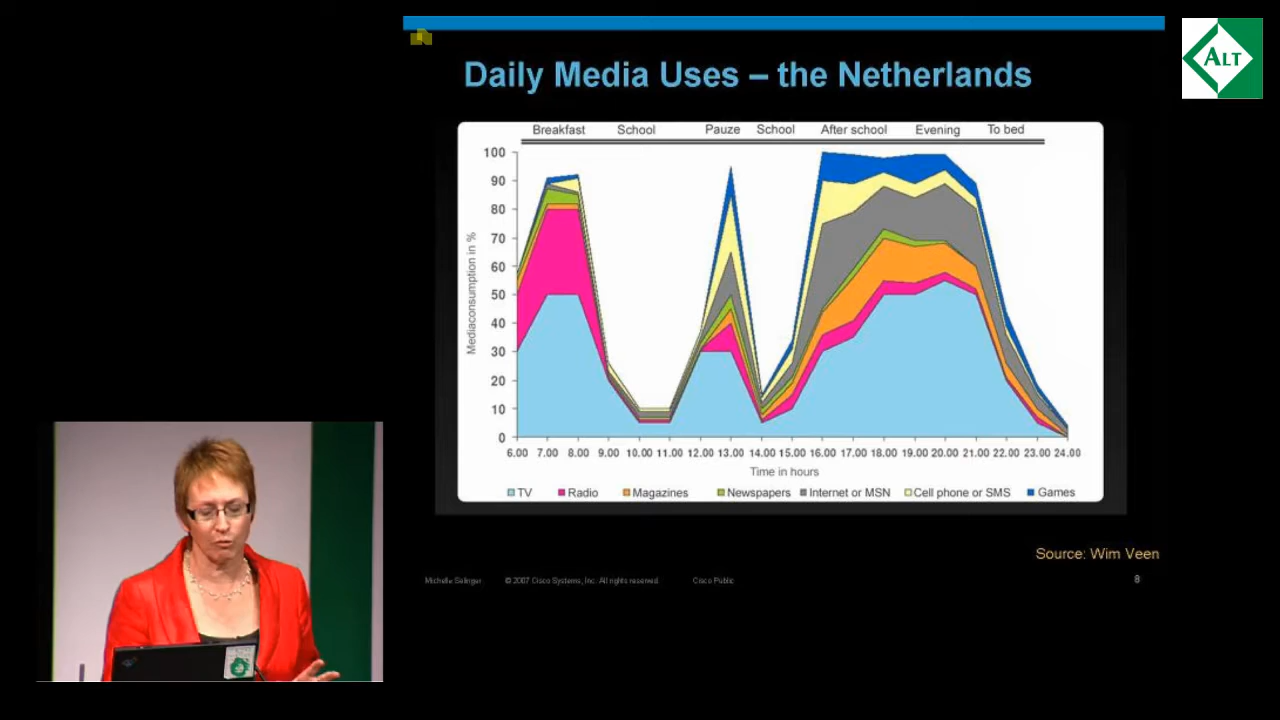 ALT
Daily Media Uses – the Netherlands
Breakfast School Pauze School After school Evening To bed
100
90
80
70
60
50
40
30
20
10
0
Mediaconsumption in %
6.00 7.00 8.00 9.00 10.00 11.00 12.00 13.00 14.00 15.00 16.00 17.00 18.00 19.00 20.00 21.00 22.00 23.00 24.00
Time in hours
TV Radio Magazines Newspapers Internet or MSN Cell phone or SMS Games
Source: Wim Veen
Michelle Selinger © 2007 Cisco Systems, Inc. All rights reserved. Cisco Public 8